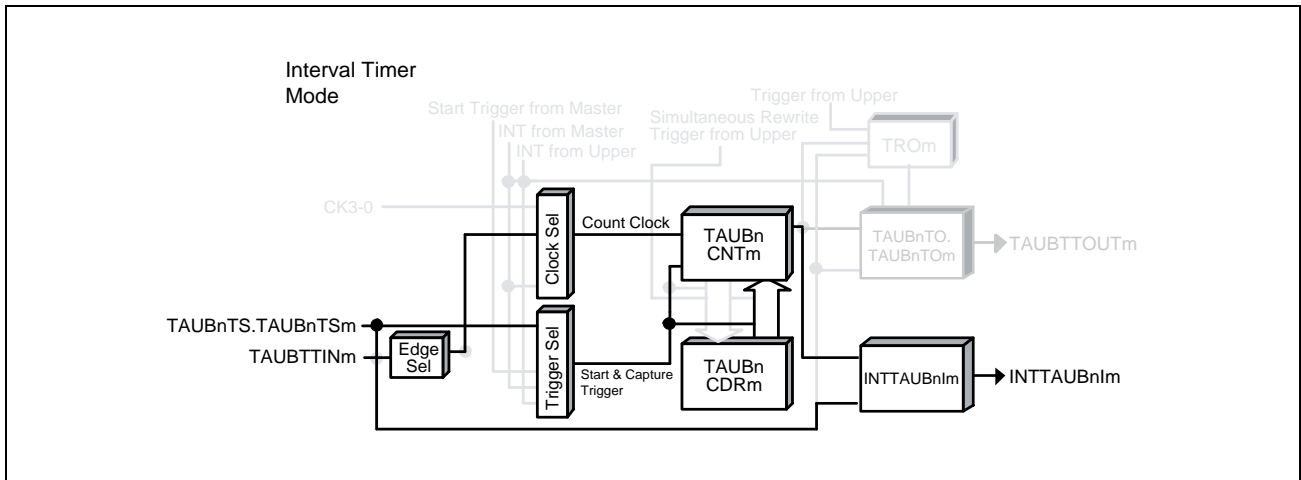 Interval Timer
Mode
Start Trigger from Master
INT from Master
INT from Upper
Simultaneous Rewrite
Trigger from Upper
Trigger from Upper
TROm
CK3-0
Clock Sel
Count Clock
TAUBn
CNTm
TAUBnTO.
TAUBnTOm
TAUBTTOUTm
TAUBnTS.TAUBnTSm
TAUBTTINm
Edge
Sel
Trigger Sel
Start & Capture
Trigger
TAUBn
CDRm
INTTAUBnIm
INTTAUBnIm